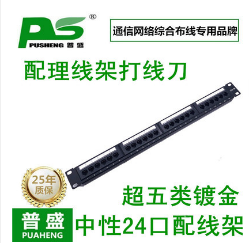 PS
PUSHENG 普盛
通信网络综合布线专用品牌
配理线架打线刀
25年
质保
普盛
PUAHENG
超五类镀金
中性24口配线架